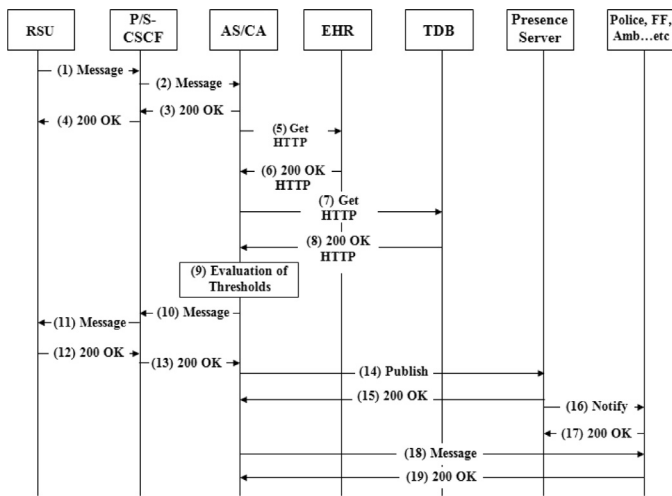 RSU
P/S-
CSCF
AS/CA
EHR
TDB
Presence
Server
Police, FF,
Amb…etc
(1) Message
(2) Message
(3) 200 OK
(4) 200 OK
(5) Get
HTTP
(6) 200 OK
HTTP
(7) Get
HTTP
(8) 200 OK
HTTP
(9) Evaluation of
Thresholds
(10) Message
(11) Message
(12) 200 OK
(13) 200 OK
(14) Publish
(15) 200 OK
(16) Notify
(17) 200 OK
(18) Message
(19) 200 OK